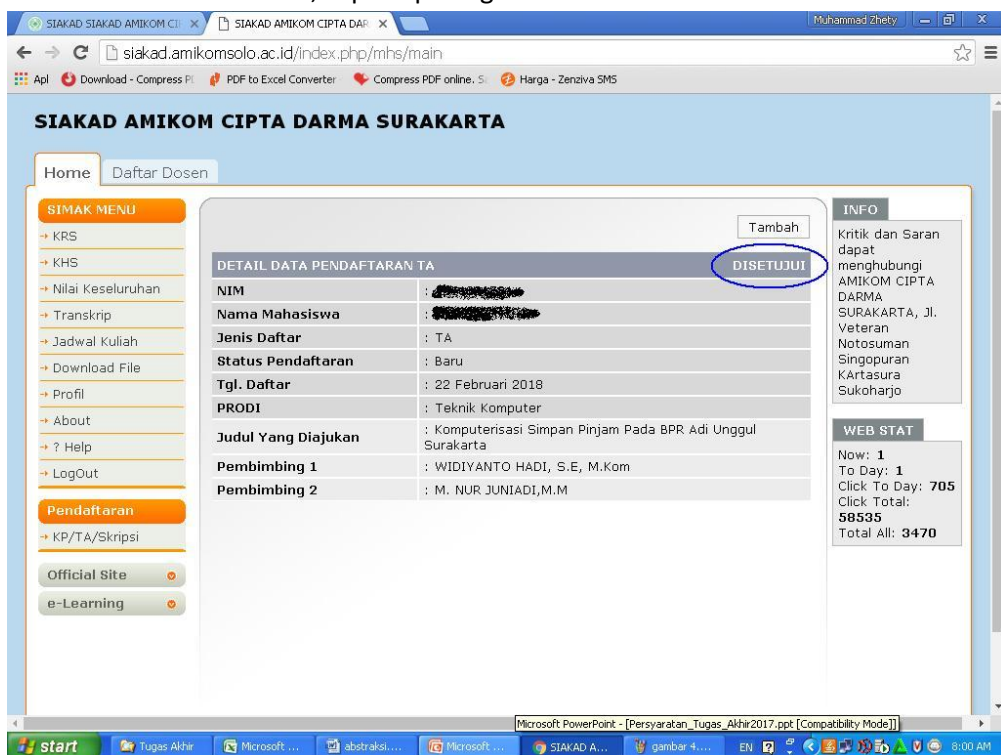 SIAKAD SIAKAD AMIKOM CI
SIAKAD AMIKOM CIPTA DAR
Muhammad Zhety
siakad.amikomsolo.ac.id/index.php/mhs/main
Apl Download - Compress P PDF to Excel Converter Compress PDF online. S Harga - Zenziva SMS
SIAKAD AMIKOM CIPTA DARMA SURAKARTA
Home Daftar Dosen
SIMAK MENU
KRS
KHS
Nilai Keseluruhan
Transkrip
Jadwal Kuliah
Download File
Profil
About
? Help
LogOut
Pendaftaran
KP/TA/Skripsi
Official Site
e-Learning
Tambah
DETAIL DATA PENDAFTARAN TA DISETUJUI
NIM :
Nama Mahasiswa :
Jenis Daftar : TA
Status Pendaftaran : Baru
Tgl. Daftar : 22 Februari 2018
PRODI : Teknik Komputer
Judul Yang Diajukan : Komputerisasi Simpan Pinjam Pada BPR Adi Unggul
Surakarta
Pembimbing 1 : WIDIYANTO HADI, S.E, M.Kom
Pembimbing 2 : M. NUR JUNIADI,M.M
INFO
Kritik dan Saran
dapat
menghubungi
AMIKOM CIPTA
DARMA
SURAKARTA, Jl.
Veteran
Notosuman
Singopuran
KArtasura
Sukoharjo
WEB STAT
Now: 1
To Day: 1
Click To Day: 705
Click Total:
58535
Total All: 3470
Microsoft PowerPoint - [Persyaratan_Tugas_Akhir2017.ppt [Compatibility Mode]]
start Tugas Akhir Microsoft ... abstraksi.... Microsoft ... SIAKAD A... gambar 4.... EN 8:00 AM